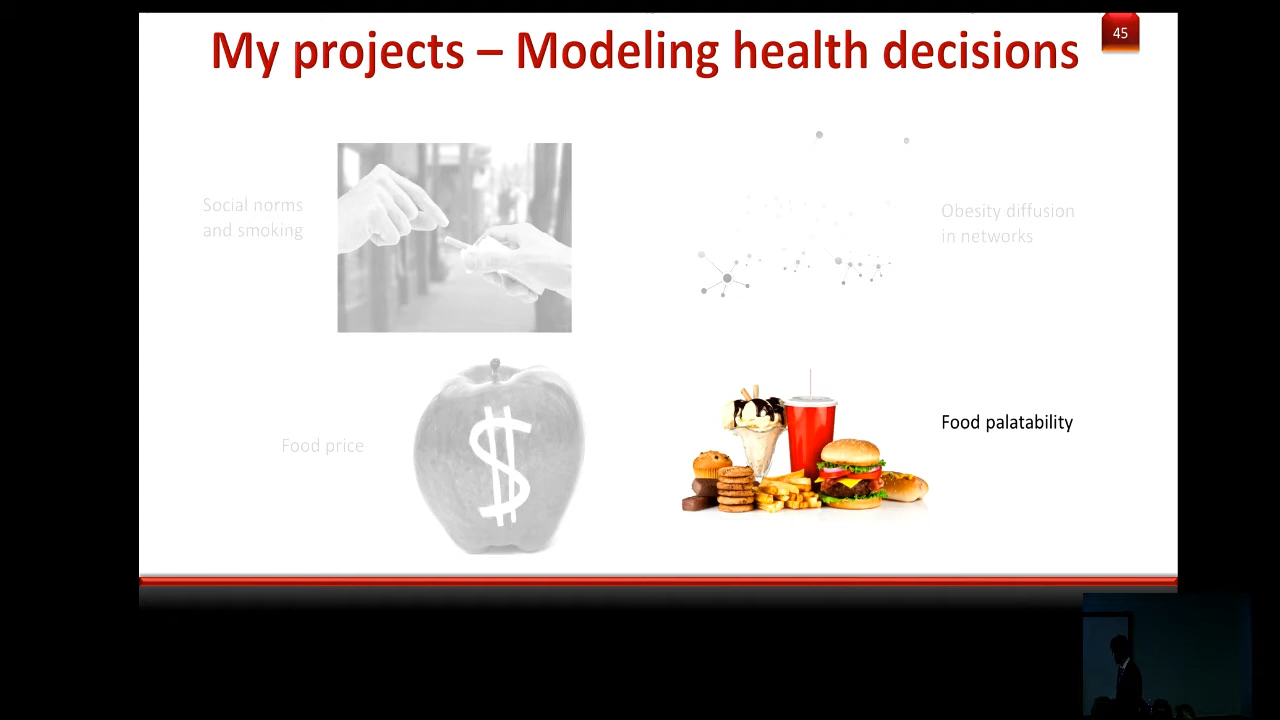 My projects – Modeling health decisions
45
Social norms
and smoking
Obesity diffusion
in networks
Food price
$
Food palatability